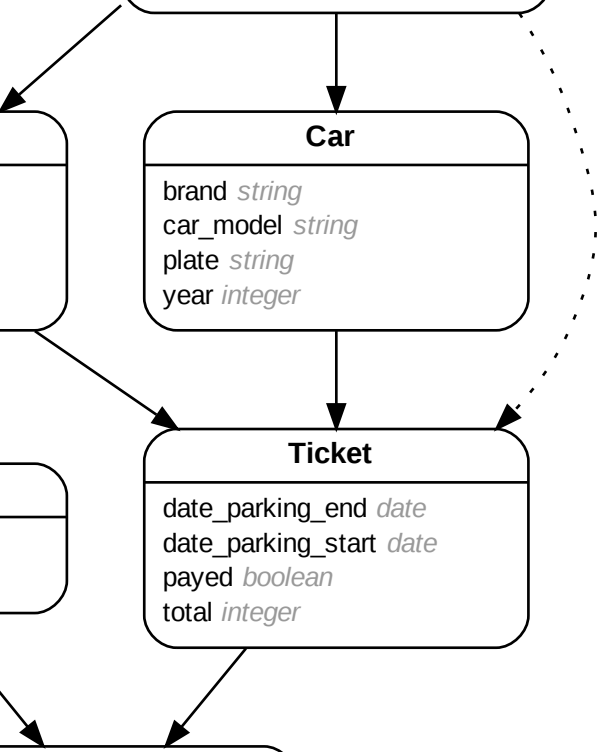 Car
brand string
car_model string
plate string
year integer
Ticket
date_parking_end date
date_parking_start date
payed boolean
total integer